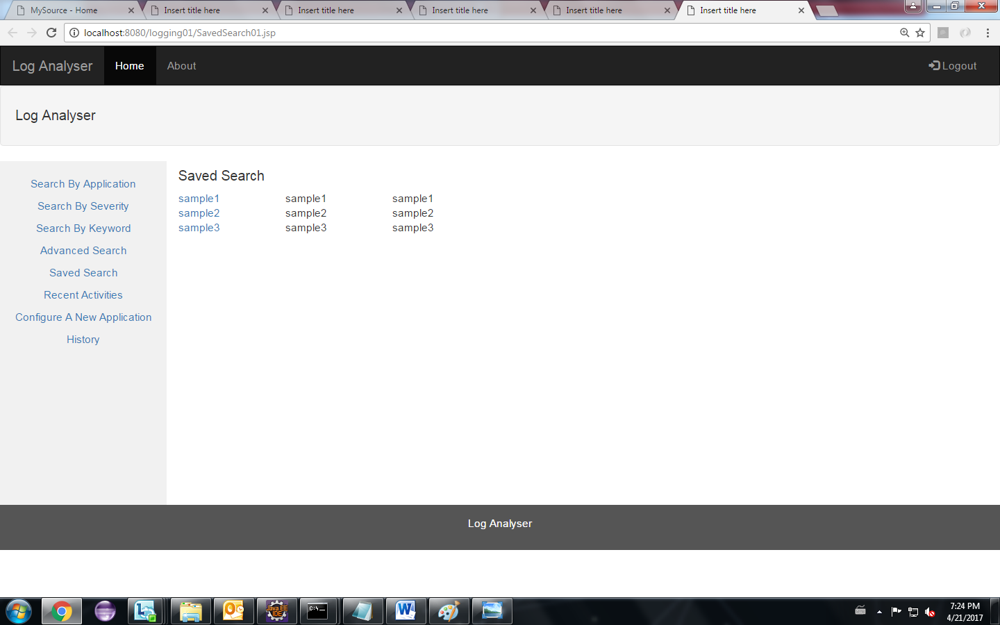 MySource - Home
Insert title here
Insert title here
Insert title here
Insert title here
Insert title here
localhost:8080/logging01/SavedSearch01.jsp
Log Analyser Home About Logout
Log Analyser
Search By Application
Search By Severity
Search By Keyword
Advanced Search
Saved Search
Recent Activities
Configure A New Application
History
Saved Search
sample1 sample1 sample1
sample2 sample2 sample2
sample3 sample3 sample3
Log Analyser
Java EE
IDE
C:\_
7:24 PM
4/21/2017